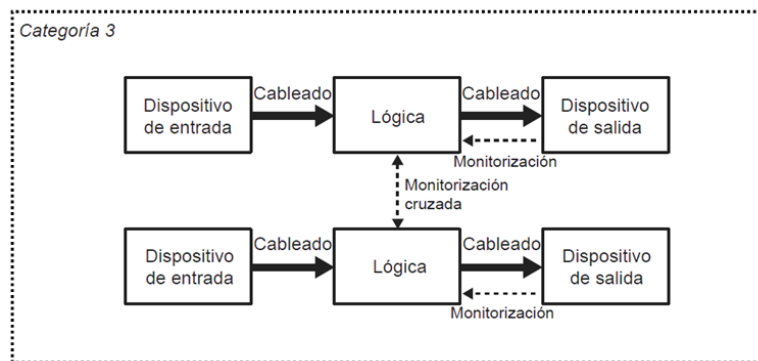 Categoría 3
Cableado
Cableado
Dispositivo
de entrada
Lógica
Dispositivo
de salida
Monitorización
Monitorización
cruzada
Cableado
Cableado
Dispositivo
de entrada
Lógica
Dispositivo
de salida
Monitorización